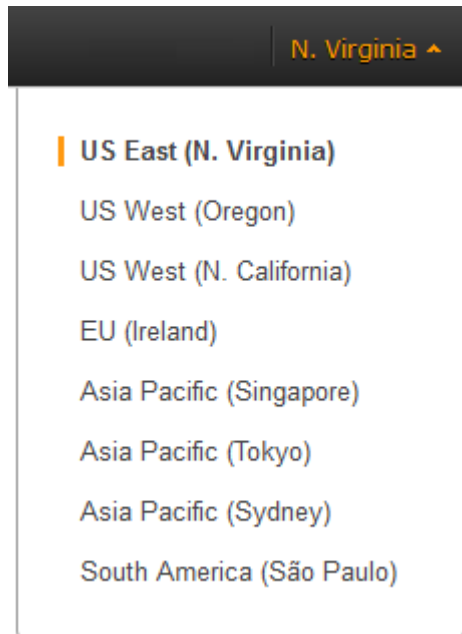 N. Virginia
US East (N. Virginia)
US West (Oregon)
US West (N. California)
EU (Ireland)
Asia Pacific (Singapore)
Asia Pacific (Tokyo)
Asia Pacific (Sydney)
South America (São Paulo)